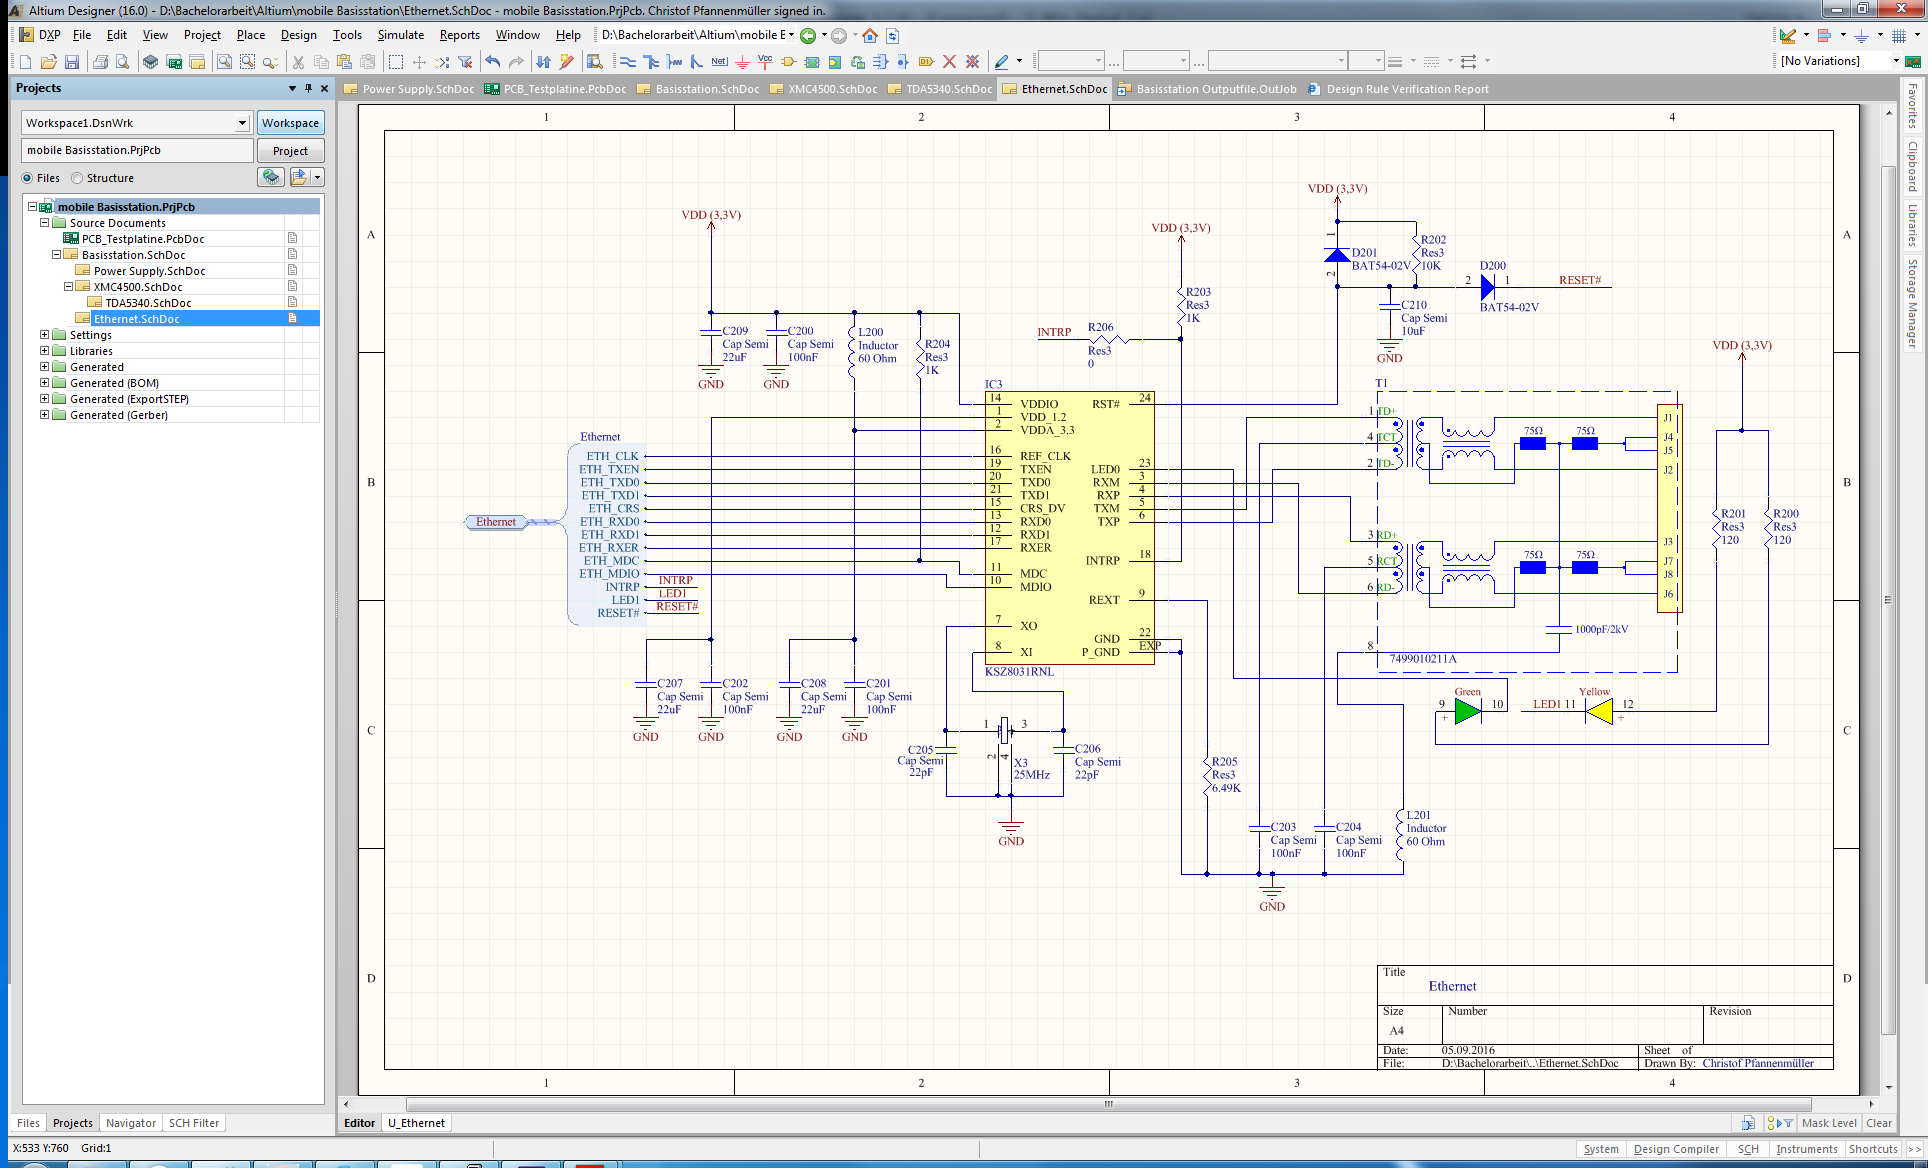 Altium Designer (16.0) - D:\Bachelorarbeit\Altium\mobile Basisstation\Ethernet.SchDoc - mobile Basisstation.PrjPcb. Christof Pfannenmüller signed in.
DXP File Edit View Project Place Design Tools Simulate Reports Window Help D:\Bachelorarbeit\Altium\mobile E
[No Variations]
Projects
Power Supply.SchDoc PCB_Testplatine.PcbDoc Basisstation.SchDoc XMC4500.SchDoc TDA5340.SchDoc Ethernet.SchDoc Basisstation Outputfile.OutJob Design Rule Verification Report
Workspace1.DsnWrk Workspace
mobile Basisstation.PrjPcb Project
Files Structure
mobile Basisstation.PrjPcb
Source Documents
PCB_Testplatine.PcbDoc
Basisstation.SchDoc
Power Supply.SchDoc
XMC4500.SchDoc
TDA5340.SchDoc
Ethernet.SchDoc
Settings
Libraries
Generated
Generated (BOM)
Generated (ExportSTEP)
Generated (Gerber)
Favorites
Clipboard
Libraries
Storage Manager
1 2 3 4
A
B
C
D
VDD (3,3V)
C209
Cap Semi
22uF
GND
C200
Cap Semi
100nF
GND
L200
Inductor
60 Ohm
R204
Res3
1K
VDD (3,3V)
R203
Res3
1K
INTRP
R206
Res3
0
VDD (3,3V)
1
D201
BAT54-02V
2
R202
Res3
10K
D200
2 1
BAT54-02V
RESET#
C210
Cap Semi
10uF
GND
Ethernet
Ethernet
ETH_CLK
ETH_TXEN
ETH_TXD0
ETH_TXD1
ETH_CRS
ETH_RXD0
ETH_RXD1
ETH_RXER
ETH_MDC
ETH_MDIO
INTRP INTRP
LED1 LED1
RESET# RESET#
IC3
14 VDDIO
1 VDD_1.2
2 VDDA_3.3
16 REF_CLK
19 TXEN
20 TXD0
21 TXD1
15 CRS_DV
13 RXD0
12 RXD1
17 RXER
11 MDC
10 MDIO
7 XO
8 XI
RST# 24
LED0 23
RXM 3
RXP 4
TXM 5
TXP 6
INTRP 18
REXT 9
GND 22
P_GND EXP
KSZ8031RNL
C207
Cap Semi
22uF
GND
C202
Cap Semi
100nF
GND
C208
Cap Semi
22uF
GND
C201
Cap Semi
100nF
GND
C205
Cap Semi
22pF
1 3
2 4
X3
25MHz
C206
Cap Semi
22pF
GND
R205
Res3
6.49K
C203
Cap Semi
100nF
C204
Cap Semi
100nF
L201
Inductor
60 Ohm
GND
T1
1 TD+
4 TCT
2 TD-
3 RD+
5 RCT
6 RD-
8
75Ω 75Ω
75Ω 75Ω
J1
J4
J5
J2
J3
J7
J8
J6
1000pF/2kV
7499010211A
Green
9 10
+
Yellow
LED1 11 12
+
VDD (3,3V)
R201
Res3
120
R200
Res3
120
Title
Ethernet
Size Number Revision
A4
Date: 05.09.2016 Sheet of
File: D:\Bachelorarbeit\..\Ethernet.SchDoc Drawn By: Christof Pfannenmüller
A
B
C
D
1 2 3 4
Files Projects Navigator SCH Filter
Editor U_Ethernet
Mask Level Clear
X:533 Y:760 Grid:1
System Design Compiler SCH Instruments Shortcuts >>